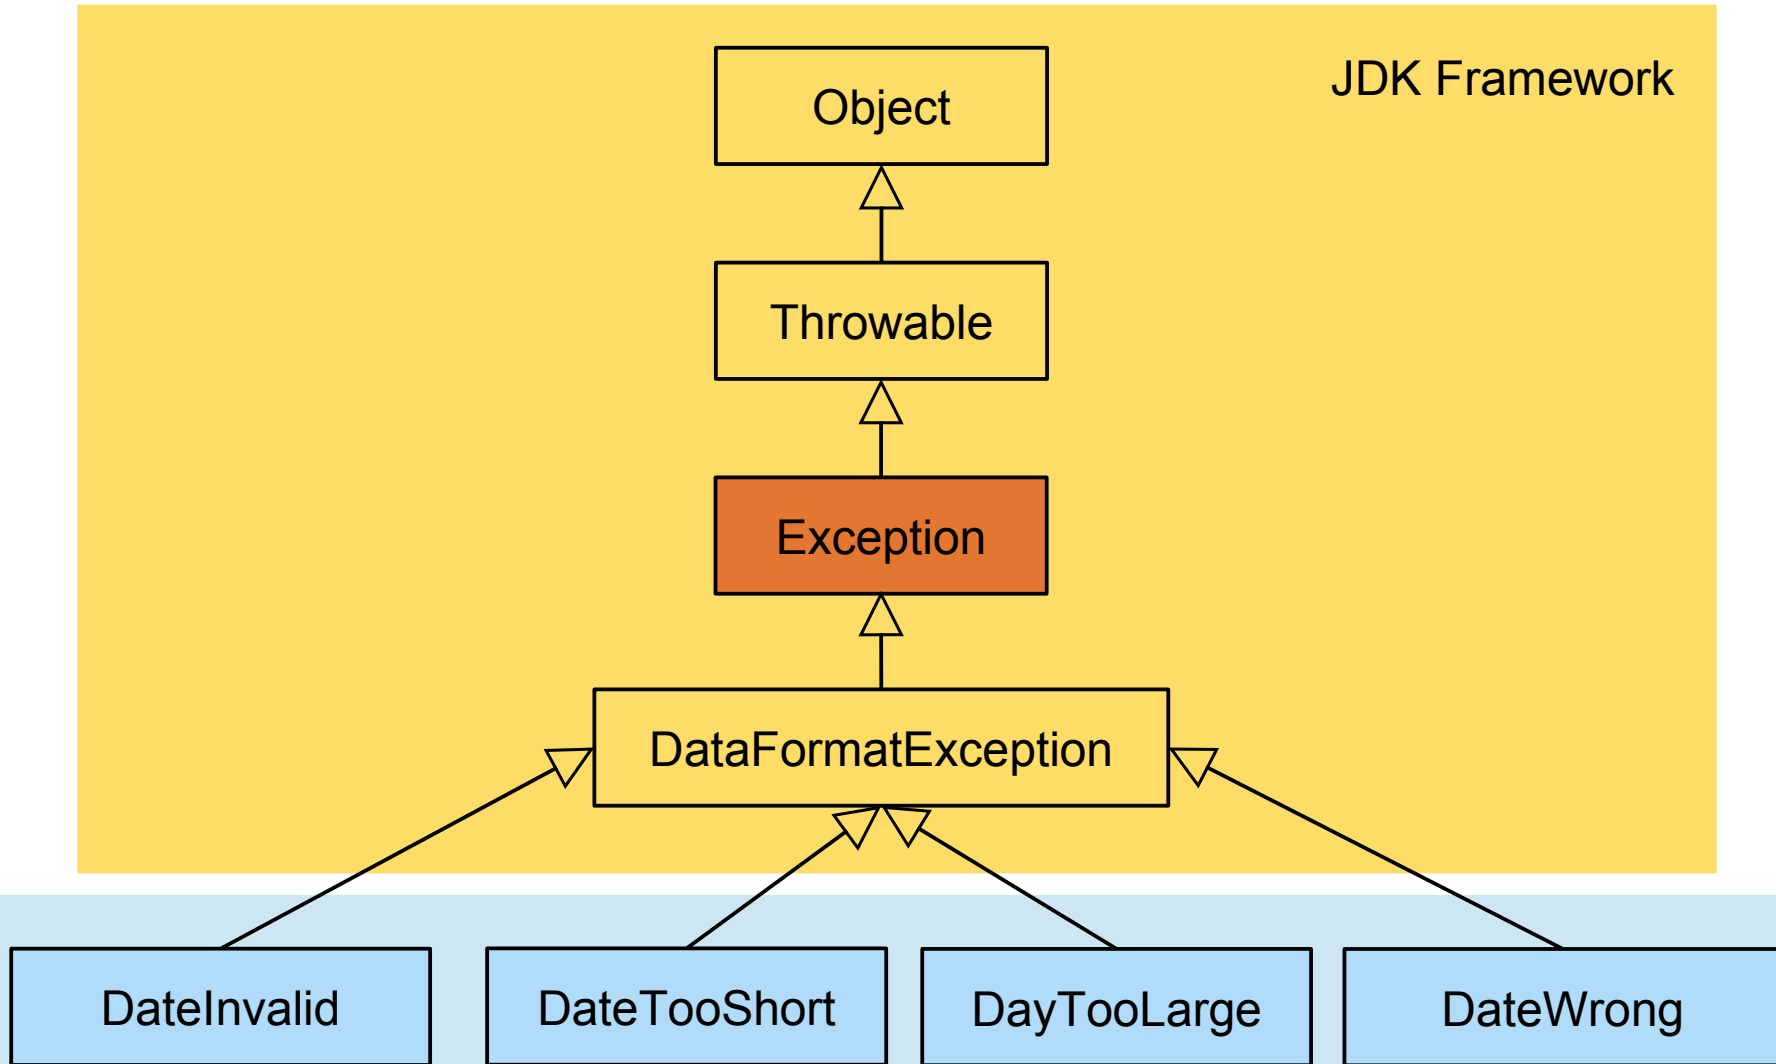 JDK Framework
Object
Throwable
Exception
DataFormatException
DateInvalid
DateTooShort
DayTooLarge
DateWrong